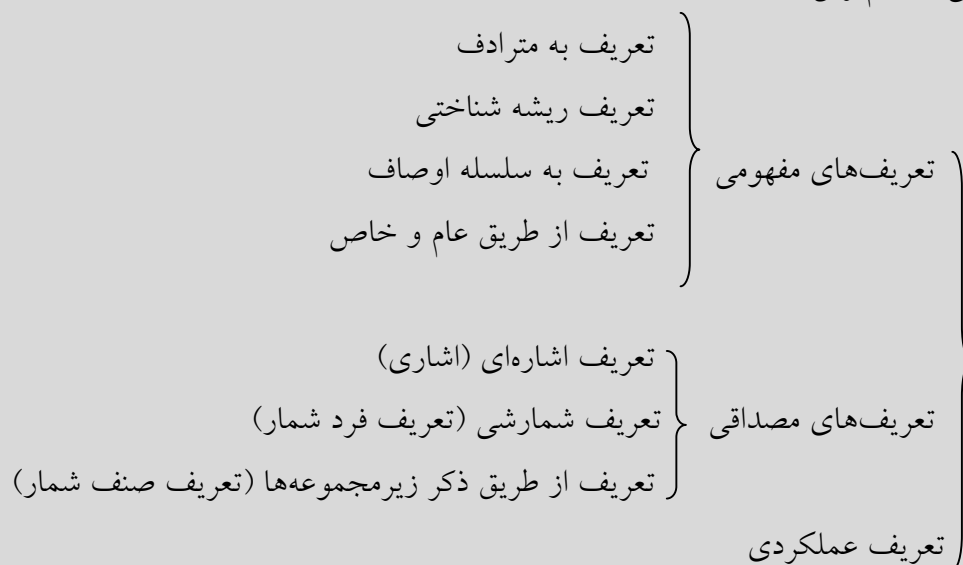 تعریف به مترادف
تعریف ریشه شناختی
تعریف‌های مفهومی
تعریف به سلسله اوصاف
تعریف از طریق عام و خاص
تعریف اشاره‌ای (اشاری)
تعریف‌های مصداقی
تعریف شمارشی (تعریف فرد شمار)
تعریف از طریق ذکر زیرمجموعه‌ها (تعریف صنف شمار)
تعریف عملکردی